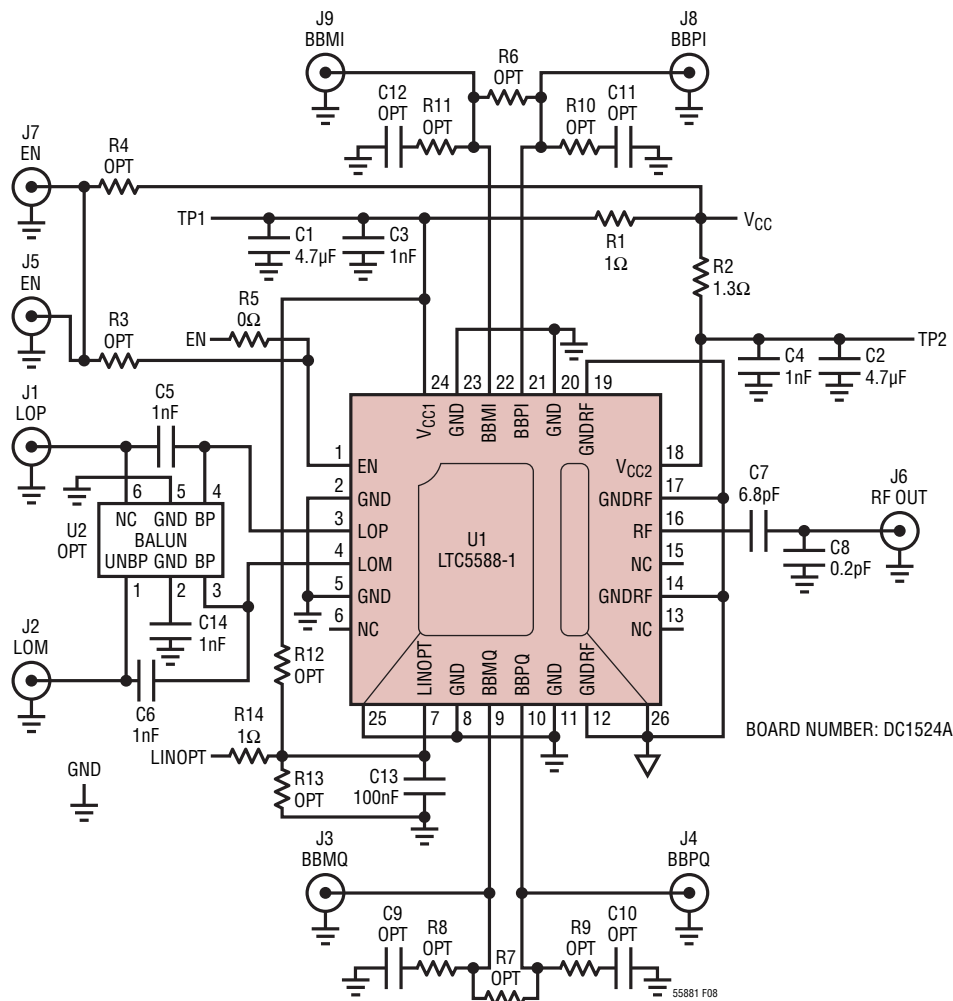 J9
BBMI
J8
BBPI
R6
OPT
C12
OPT
R11
OPT
R10
OPT
C11
OPT
J7
EN
R4
OPT
TP1
VCC
C1
4.7µF
C3
1nF
R1
1Ω
R2
1.3Ω
J5
EN
R5
0Ω
EN
R3
OPT
TP2
C4
1nF
C2
4.7µF
24 23 22 21 20 19
VCC1 GND BBMI BBPI GND GNDRF
J1
LOP
C5
1nF
1 EN
2 GND
3 LOP
4 LOM
5 GND
6 NC
VCC2 18
GNDRF 17
RF 16
NC 15
GNDRF 14
NC 13
U1
LTC5588-1
C7
6.8pF
J6
RF OUT
C8
0.2pF
6 5 4
NC GND BP
U2
OPT
BALUN
UNBP GND BP
1 2 3
C14
1nF
J2
LOM
C6
1nF
R12
OPT
LINOPT GND BBMQ BBPQ GND GNDRF
25 7 8 9 10 11 12 26
BOARD NUMBER: DC1524A
R14
1Ω
LINOPT
GND
R13
OPT
C13
100nF
J3
BBMQ
J4
BBPQ
C9
OPT
R8
OPT
R7
OPT
R9
OPT
C10
OPT
55881 F08